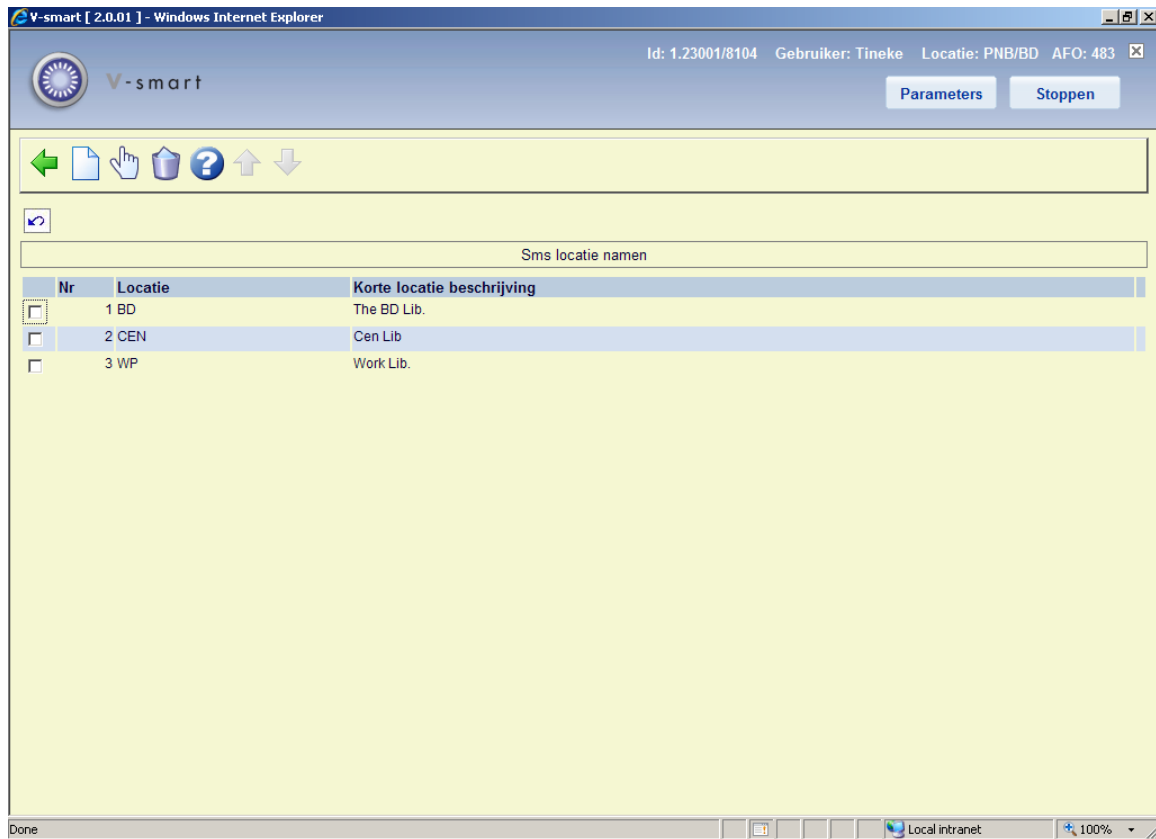 V-smart [ 2.0.01 ] - Windows Internet Explorer
Id: 1.23001/8104 Gebruiker: Tineke Locatie: PNB/BD AFO: 483
V-smart
Parameters Stoppen
Sms locatie namen
Nr Locatie Korte locatie beschrijving
1 BD The BD Lib.
2 CEN Cen Lib
3 WP Work Lib.
Done Local intranet 100%